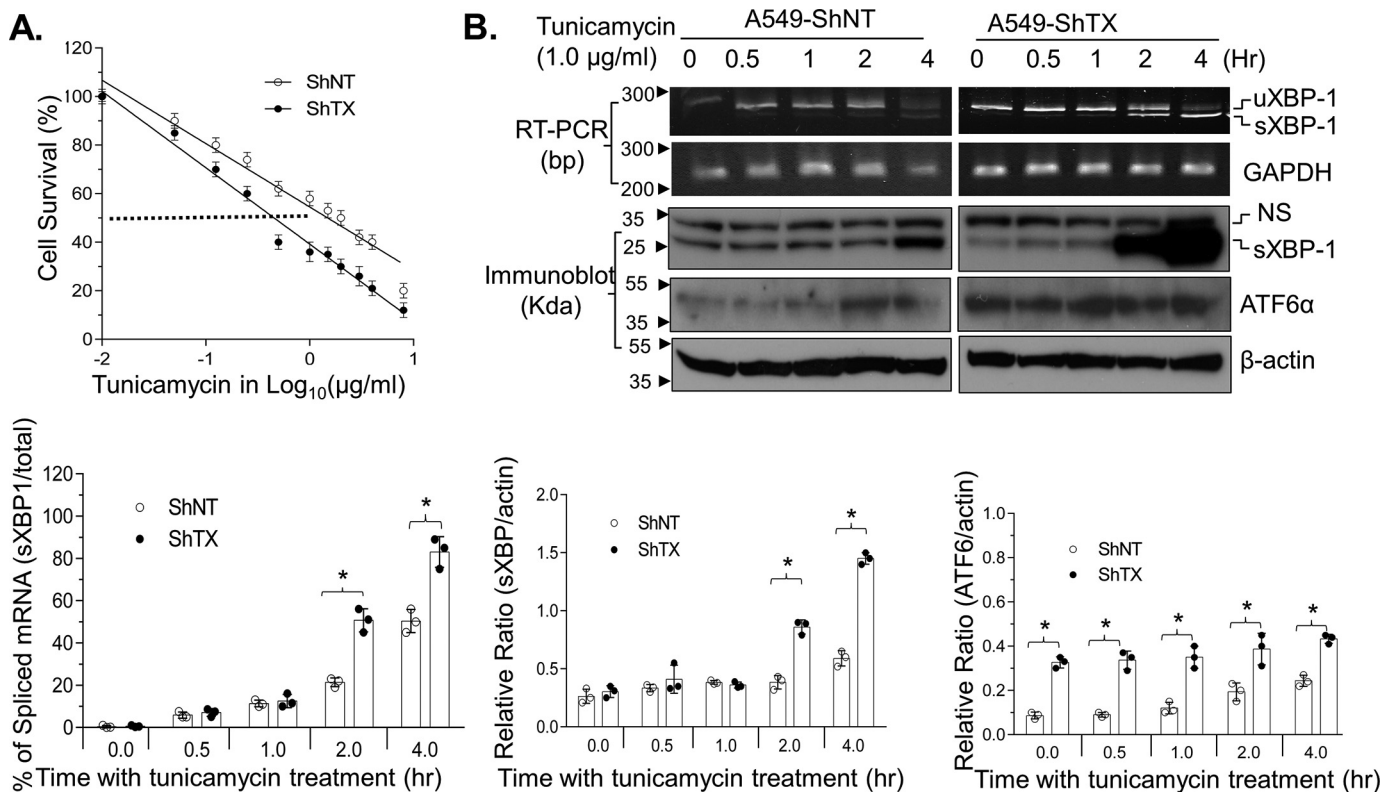 A.
120
100
80
60
40
20
0
Cell Survival (%)
ShNT
ShTX
-2 -1 0 1
Tunicamycin in Log10(µg/ml)
B.
Tunicamycin
(1.0 µg/ml)
A549-ShNT
A549-ShTX
0 0.5 1 2 4
0 0.5 1 2 4 (Hr)
RT-PCR
(bp)
300
300
200
uXBP-1
sXBP-1
GAPDH
Immunoblot
(Kda)
35
25
55
35
55
35
NS
sXBP-1
ATF6α
β-actin
% of Spliced mRNA (sXBP1/total)
120
100
80
60
40
20
0
ShNT
ShTX
*
*
0.0 0.5 1.0 2.0 4.0
Time with tunicamycin treatment (hr)
Relative Ratio (sXBP/actin)
2.0
1.5
1.0
0.5
0.0
ShNT
ShTX
*
*
0.0 0.5 1.0 2.0 4.0
Time with tunicamycin treatment (hr)
Relative Ratio (ATF6/actin)
1.0
0.8
0.6
0.4
0.2
0.0
ShNT
ShTX
* * * * *
0.0 0.5 1.0 2.0 4.0
Time with tunicamycin treatment (hr)